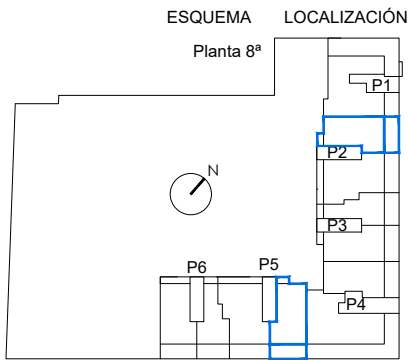 ESQUEMA LOCALIZACIÓN
Planta 8ª
P1
P2
N
P3
P6 P5
P4